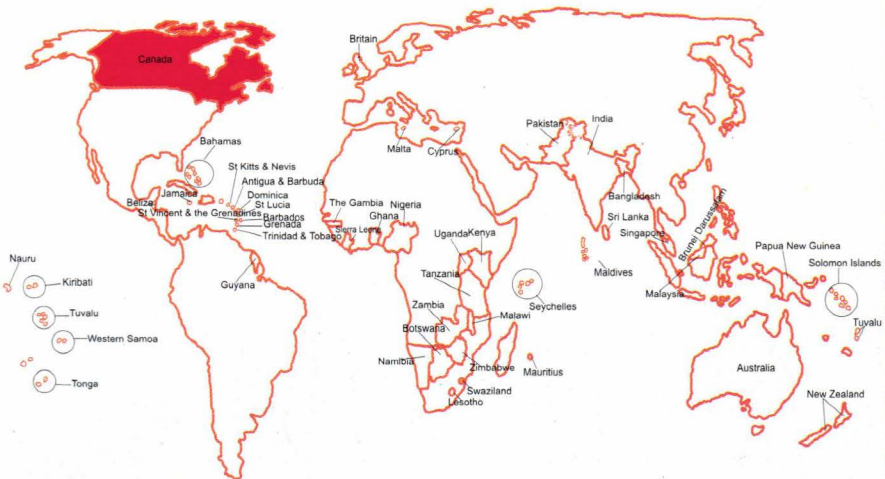 Canada
Britain
Bahamas
Malta
Cyprus
Pakistan
India
St Kitts & Nevis
Antigua & Barbuda
Jamaica
Dominica
St Lucia
Belize
St Vincent & the Grenadines
Barbados
Grenada
Trinidad & Tobago
The Gambia
Nigeria
Ghana
Sierra Leone
Bangladesh
Sri Lanka
Singapore
Brunei Darussalam
Uganda
Kenya
Papua New Guinea
Solomon Islands
Nauru
Kiribati
Guyana
Tanzania
Seychelles
Maldives
Malaysia
Tuvalu
Zambia
Malawi
Tuvalu
Western Samoa
Botswana
Namibia
Zimbabwe
Mauritius
Australia
Tonga
Swaziland
Lesotho
New Zealand